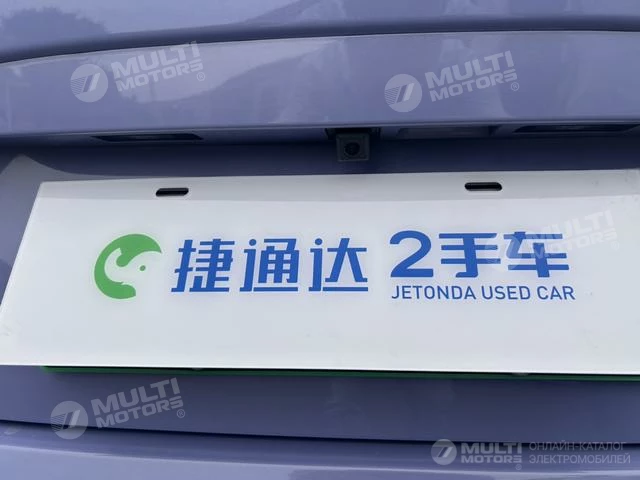 MULTI
MOTORS
MULTI
MOTORS
捷通达 2手车
JETONDA USED CAR
MULTI
MOTORS
MULTI
MOTORS
MULTI
MOTORS
ОНЛАЙН-КАТАЛОГ
ЭЛЕКТРОМОБИЛЕЙ